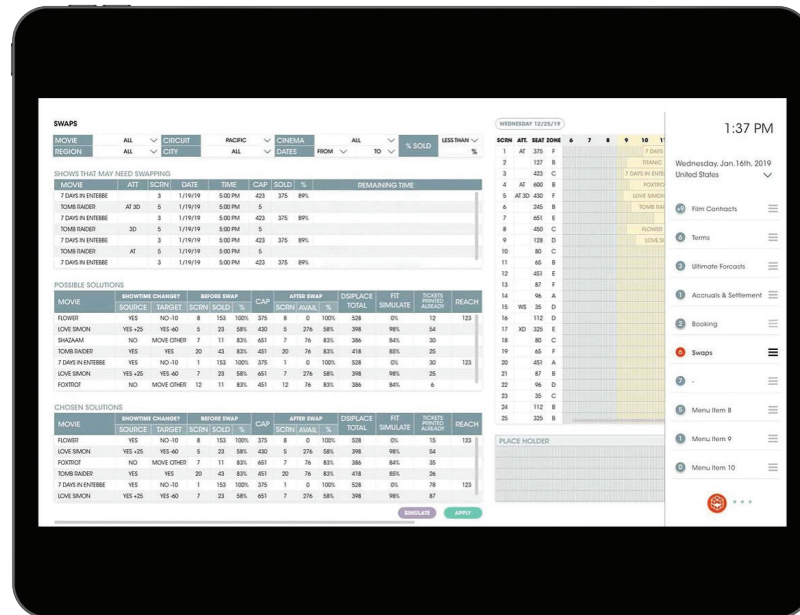 SWAPS
MOVIE ALL CIRCUIT PACIFIC CINEMA ALL % SOLD LESS THAN
REGION ALL CITY ALL DATES FROM TO %
SHOWS THAT MAY NEED SWAPPING
MOVIE ATT SCRN DATE TIME CAP SOLD % REMAINING TIME
7 DAYS IN ENTEBBE 3 1/19/19 5:00 PM 423 375 89%
TOMB RAIDER AT 3D 5 1/19/19 5:00 PM 5
7 DAYS IN ENTEBBE 3 1/19/19 5:00 PM 423 375 89%
TOMB RAIDER 3D 5 1/19/19 5:00 PM 5
7 DAYS IN ENTEBBE 3 1/19/19 5:00 PM 423 375 89%
TOMB RAIDER AT 5 1/19/19 5:00 PM 5
7 DAYS IN ENTEBBE 3 1/19/19 5:00 PM 423 375 89%
POSSIBLE SOLUTIONS
MOVIE SHOWTIME CHANGE? BEFORE SWAP CAP AFTER SWAP DSIPLACE TOTAL FIT SIMULATE TICKETS PRINTED ALREADY REACH
SOURCE TARGET SCRN SOLD % SCRN AVAIL %
FLOWER YES NO -10 8 153 100% 375 8 0 100% 528 0% 12 123
LOVE SIMON YES +25 YES -60 5 23 58% 430 5 276 58% 398 98% 54
SHAZAAM NO MOVE OTHER 7 11 83% 651 7 76 83% 386 84% 30
TOMB RAIDER YES YES 20 43 83% 451 20 76 83% 418 85% 25
7 DAYS IN ENTEBBE YES NO -10 1 153 100% 375 1 0 100% 528 0% 30 123
LOVE SIMON YES +25 YES -60 7 23 58% 651 7 276 58% 398 98% 25
FOXTROT NO MOVE OTHER 12 11 83% 451 12 76 83% 386 84% 6
CHOSEN SOLUTIONS
MOVIE SHOWTIME CHANGE? BEFORE SWAP CAP AFTER SWAP DSIPLACE TOTAL FIT SIMULATE TICKETS PRINTED ALREADY REACH
SOURCE TARGET SCRN SOLD % SCRN AVAIL %
FLOWER YES NO -10 8 153 100% 375 8 0 100% 528 0% 15 123
LOVE SIMON YES +25 YES -60 5 23 58% 430 5 276 58% 398 98% 54
FOXTROT NO MOVE OTHER 7 11 83% 651 7 76 83% 386 84% 35
TOMB RAIDER YES YES 20 43 83% 451 20 76 83% 418 85% 26
7 DAYS IN ENTEBBE YES NO -10 1 153 100% 375 1 0 100% 528 0% 78 123
LOVE SIMON YES +25 YES -60 7 23 58% 651 7 276 58% 398 98% 87
SIMULATE APPLY
WEDNESDAY 12/25/19
SCRN ATT. SEAT ZONE 6 7 8 9 10 1
1 AT 375 F 7 DAYS
2 127 B TITANIC
3 423 C 7 DAYS IN ENTE
4 AT 600 B FOXTRO
5 AT 3D 430 F LOVE SIMON
6 245 B TOMB RAI
7 651 E
8 450 C FLOWER
9 128 D LOVE SI
10 80 C
11 65 B
12 451 E
13 87 F
14 96 A
15 WS 35 D
16 112 D
17 XD 325 E
18 80 C
19 65 F
20 451 A
21 87 B
22 96 D
23 35 C
24 112 B
25 325 B
PLACE HOLDER
1:37 PM
Wednesday, Jan.16th, 2019
United States
+9 Film Contracts
6 Terms
3 Ultimate Forcasts
1 Accruals & Settlement
2 Booking
6 Swaps
7 -
5 Menu Item 8
1 Menu Item 9
0 Menu Item 10